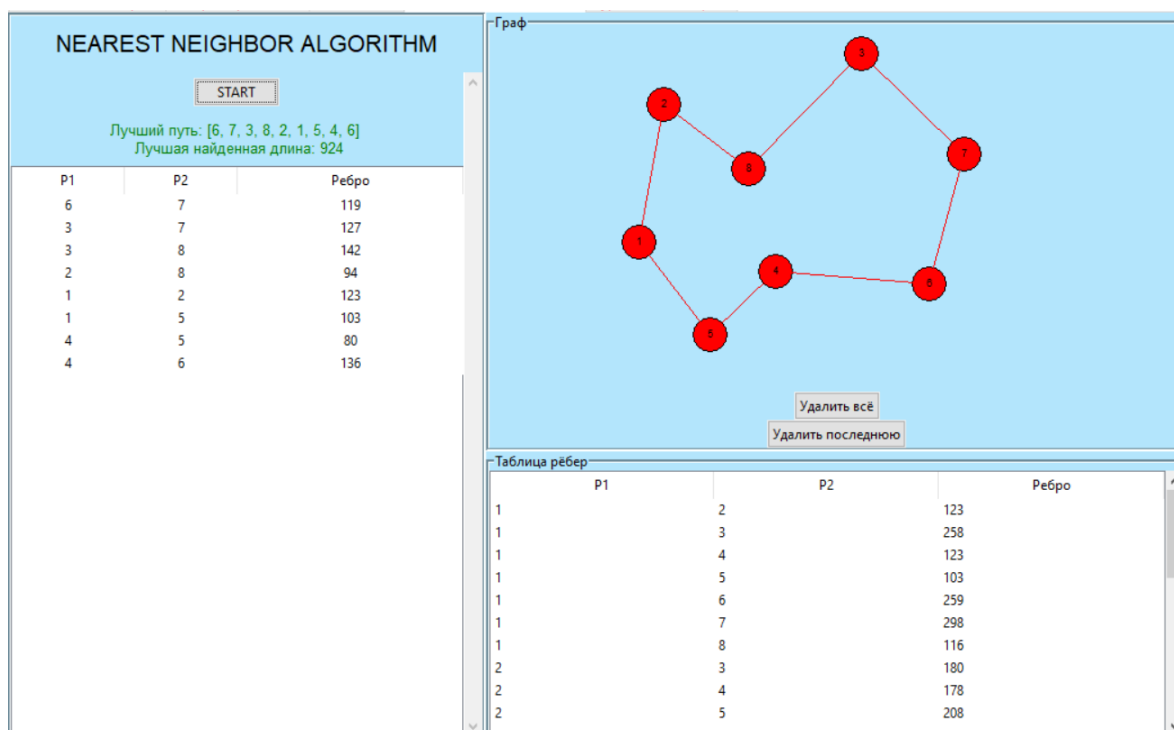 NEAREST NEIGHBOR ALGORITHM
START
Лучший путь: [6, 7, 3, 8, 2, 1, 5, 4, 6]
Лучшая найденная длина: 924
P1 P2 Ребро
6 7 119
3 7 127
3 8 142
2 8 94
1 2 123
1 5 103
4 5 80
4 6 136
Граф
3
2
7
8
1
4
6
5
Удалить всё
Удалить последнюю
Таблица рёбер
P1 P2 Ребро
1 2 123
1 3 258
1 4 123
1 5 103
1 6 259
1 7 298
1 8 116
2 3 180
2 4 178
2 5 208